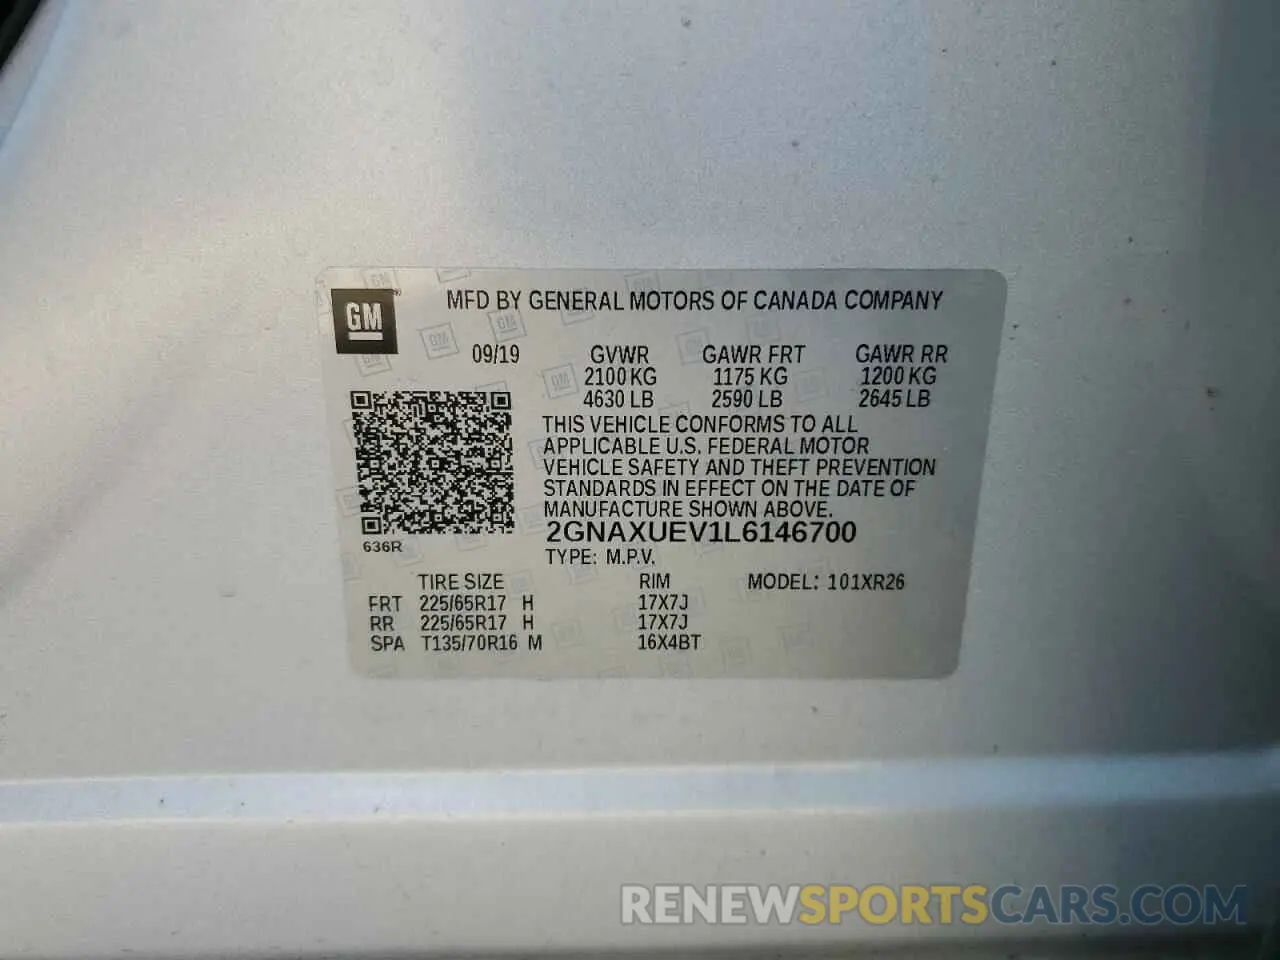 GM
MFD BY GENERAL MOTORS OF CANADA COMPANY
09/19 GVWR GAWR FRT GAWR RR
2100 KG 1175 KG 1200 KG
4630 LB 2590 LB 2645 LB
THIS VEHICLE CONFORMS TO ALL
APPLICABLE U.S. FEDERAL MOTOR
VEHICLE SAFETY AND THEFT PREVENTION
STANDARDS IN EFFECT ON THE DATE OF
MANUFACTURE SHOWN ABOVE.
2GNAXUEV1L6146700
636R
TYPE: M.P.V.
TIRE SIZE RIM MODEL: 101XR26
FRT 225/65R17 H 17X7J
RR 225/65R17 H 17X7J
SPA T135/70R16 M 16X4BT
RENEWSPORTSCARS.COM